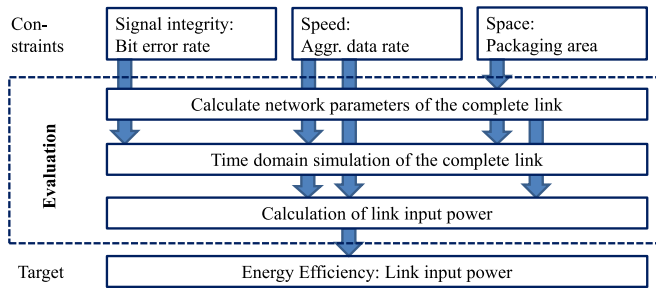 Con-
straints
Signal integrity:
Bit error rate
Speed:
Aggr. data rate
Space:
Packaging area
Evaluation
Calculate network parameters of the complete link
Time domain simulation of the complete link
Calculation of link input power
Target
Energy Efficiency: Link input power